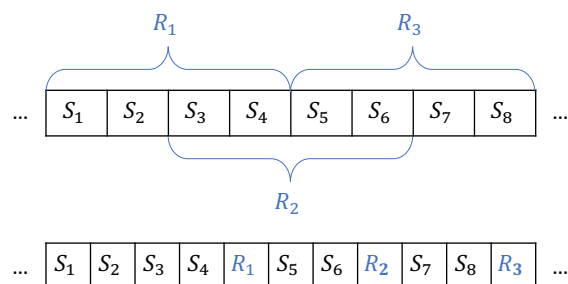 R₁ R₃
... S₁ S₂ S₃ S₄ S₅ S₆ S₇ S₈ ...
R₂
... S₁ S₂ S₃ S₄ R₁ S₅ S₆ R₂ S₇ S₈ R₃ ...